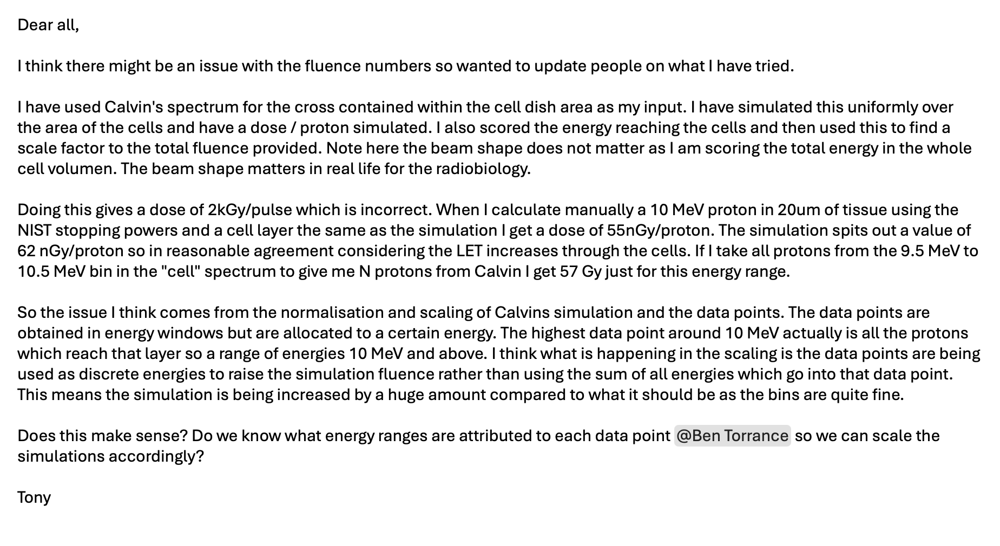 Dear all,
I think there might be an issue with the fluence numbers so wanted to update people on what I have tried.
I have used Calvin's spectrum for the cross contained within the cell dish area as my input. I have simulated this uniformly over
the area of the cells and have a dose / proton simulated. I also scored the energy reaching the cells and then used this to find a
scale factor to the total fluence provided. Note here the beam shape does not matter as I am scoring the total energy in the whole
cell volumen. The beam shape matters in real life for the radiobiology.
Doing this gives a dose of 2kGy/pulse which is incorrect. When I calculate manually a 10 MeV proton in 20um of tissue using the
NIST stopping powers and a cell layer the same as the simulation I get a dose of 55nGy/proton. The simulation spits out a value of
62 nGy/proton so in reasonable agreement considering the LET increases through the cells. If I take all protons from the 9.5 MeV to
10.5 MeV bin in the "cell" spectrum to give me N protons from Calvin I get 57 Gy just for this energy range.
So the issue I think comes from the normalisation and scaling of Calvins simulation and the data points. The data points are
obtained in energy windows but are allocated to a certain energy. The highest data point around 10 MeV actually is all the protons
which reach that layer so a range of energies 10 MeV and above. I think what is happening in the scaling is the data points are being
used as discrete energies to raise the simulation fluence rather than using the sum of all energies which go into that data point.
This means the simulation is being increased by a huge amount compared to what it should be as the bins are quite fine.
Does this make sense? Do we know what energy ranges are attributed to each data point @Ben Torrance so we can scale the
simulations accordingly?
Tony